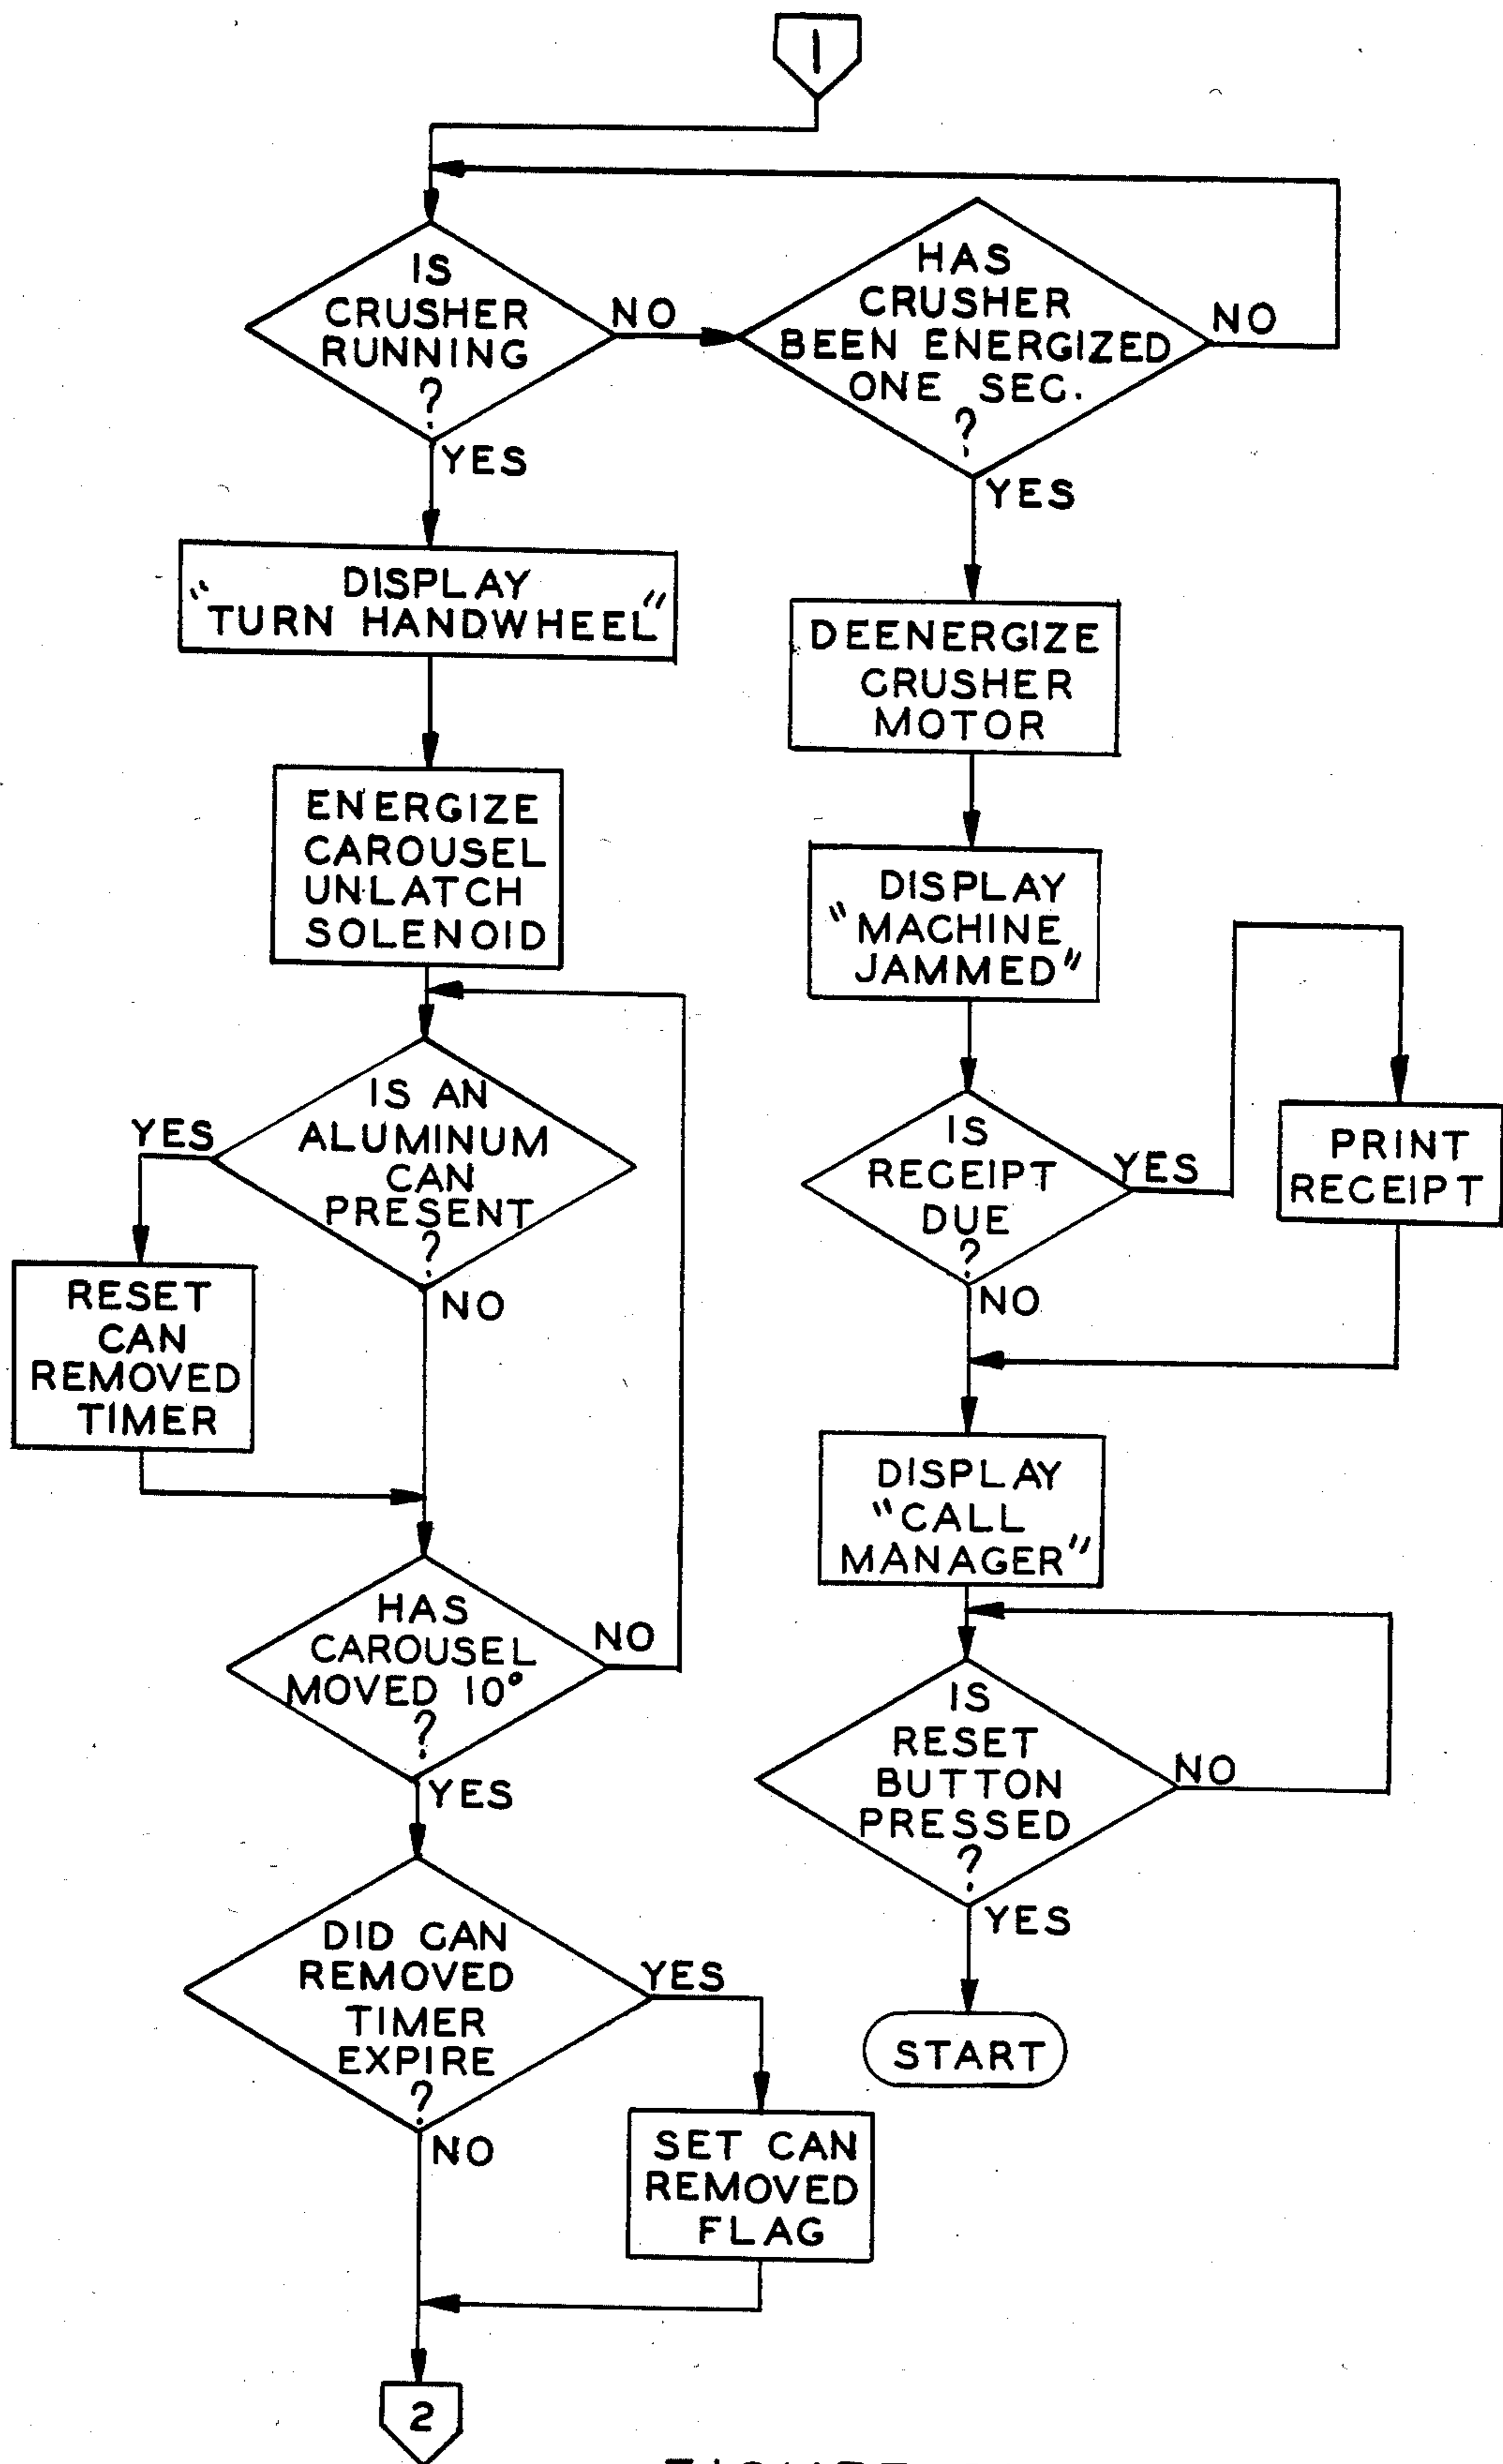 1
IS
CRUSHER
RUNNING
?
NO
YES
HAS
CRUSHER
BEEN ENERGIZED
ONE SEC.
?
NO
YES
DISPLAY
"TURN HANDWHEEL"
DEENERGIZE
CRUSHER
MOTOR
ENERGIZE
CAROUSEL
UNLATCH
SOLENOID
DISPLAY
"MACHINE
JAMMED"
IS AN
ALUMINUM
CAN
PRESENT
?
YES
NO
IS
RECEIPT
DUE
?
YES
NO
PRINT
RECEIPT
RESET
CAN
REMOVED
TIMER
DISPLAY
"CALL
MANAGER"
HAS
CAROUSEL
MOVED 10°
?
NO
YES
IS
RESET
BUTTON
PRESSED
?
NO
YES
DID CAN
REMOVED
TIMER
EXPIRE
?
YES
NO
START
SET CAN
REMOVED
FLAG
2